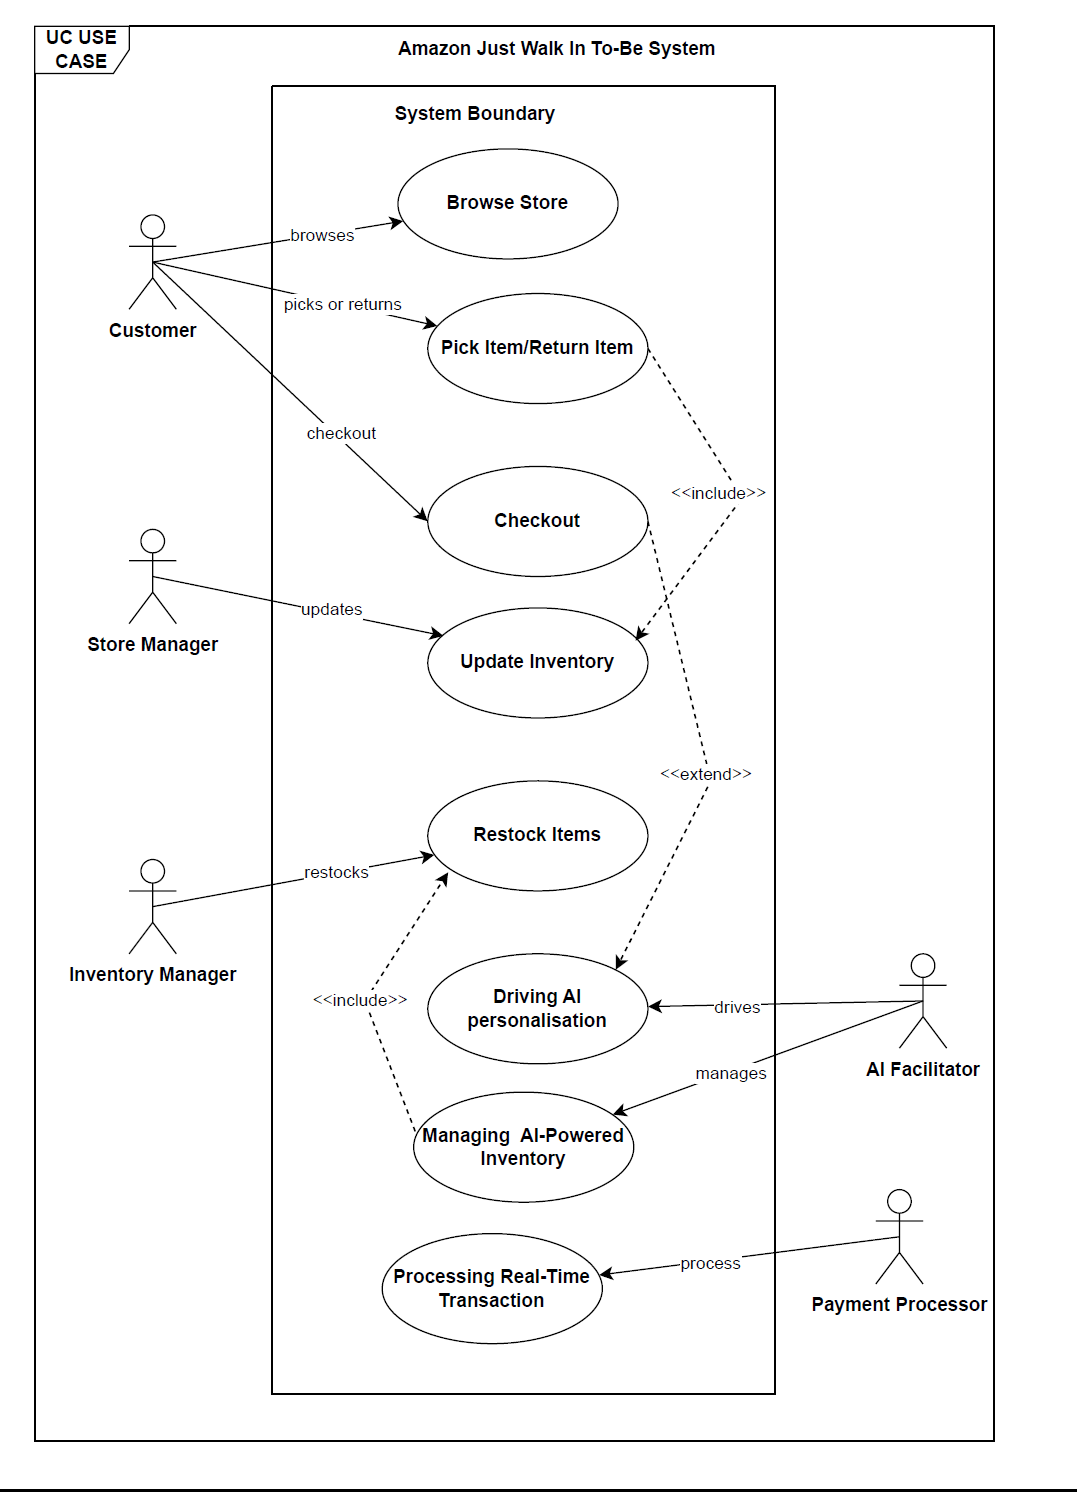 UC USE
CASE
Amazon Just Walk In To-Be System
System Boundary
Browse Store
browses
picks or returns
Customer
Pick Item/Return Item
checkout
<<include>>
Checkout
updates
Store Manager
Update Inventory
<<extend>>
Restock Items
restocks
Inventory Manager
<<include>>
Driving AI
personalisation
drives
AI Facilitator
manages
Managing  AI-Powered
Inventory
process
Processing Real-Time
Transaction
Payment Processor